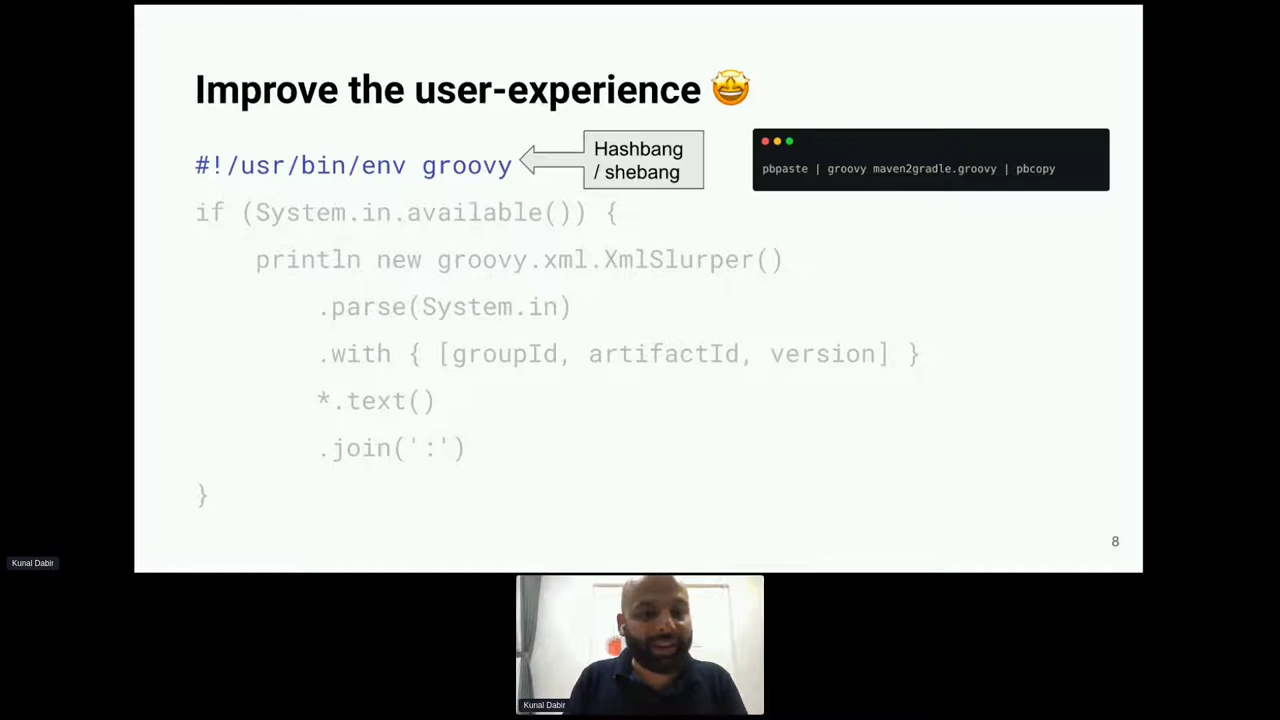 Improve the user-experience 🤩
#!/usr/bin/env groovy
Hashbang
/ shebang
pbpaste | groovy maven2gradle.groovy | pbcopy
if (System.in.available()) {
println new groovy.xml.XmlSlurper()
.parse(System.in)
.with { [groupId, artifactId, version] }
*.text()
.join(':')
}
8
Kunal Dabir
Kunal Dabir